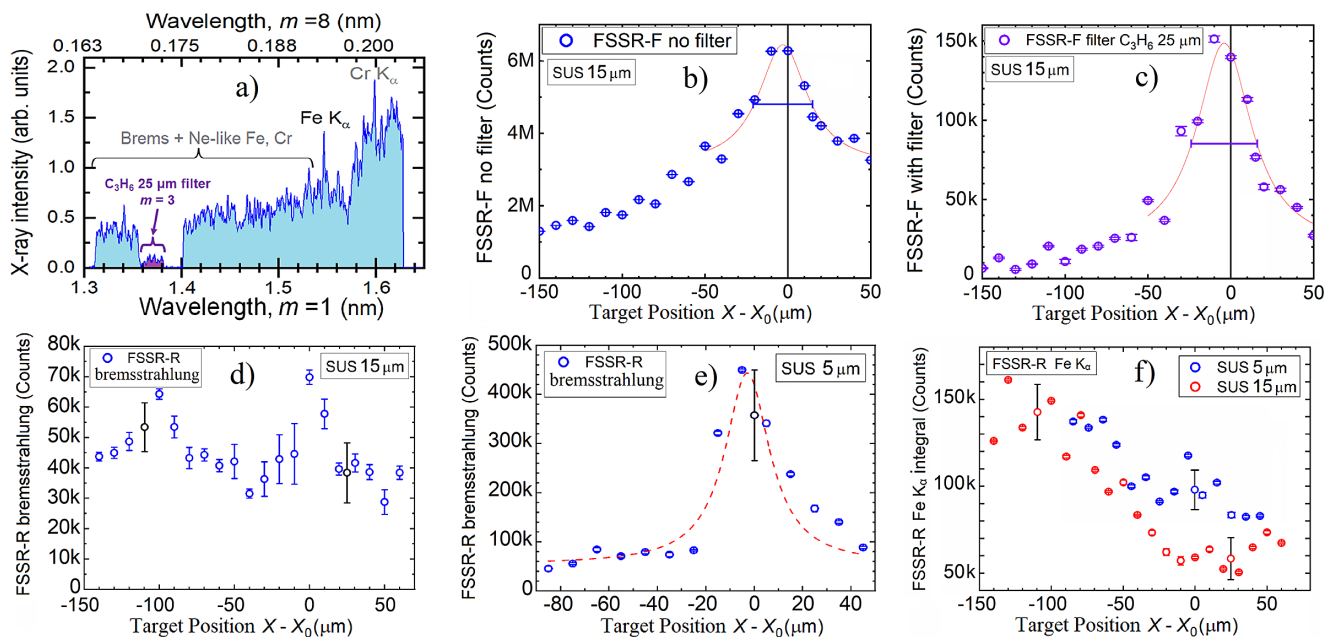 Wavelength, m =8 (nm)
0.163 0.175 0.188 0.200
2.0
1.5
1.0
0.5
0.0
X-ray intensity (arb. units)
a)
Cr Kα
Fe Kα
Brems + Ne-like Fe, Cr
C3H6 25 µm filter
m = 3
1.3 1.4 1.5 1.6
Wavelength, m =1 (nm)
FSSR-F no filter
SUS 15 µm
b)
6M
4M
2M
0
FSSR-F no filter (Counts)
-150 -100 -50 0 50
Target Position X - X0(µm)
FSSR-F filter C3H6 25 µm
SUS 15 µm
c)
150k
100k
50k
0
FSSR-F with filter (Counts)
-150 -100 -50 0 50
Target Position X - X0(µm)
FSSR-R
bremsstrahlung
d)
SUS 15 µm
80k
70k
60k
50k
40k
30k
20k
10k
0
FSSR-R bremsstrahlung (Counts)
-150 -100 -50 0 50
Target Position X - X0(µm)
FSSR-R
bremsstrahlung
e)
SUS 5 µm
500k
400k
300k
200k
100k
0
FSSR-R bremsstrahlung (Counts)
-80 -60 -40 -20 0 20 40
Target Position X - X0(µm)
FSSR-R Fe Kα
f)
SUS 5 µm
SUS 15 µm
150k
100k
50k
FSSR-R Fe Kα integral (Counts)
-150 -100 -50 0 50
Target Position X - X0(µm)